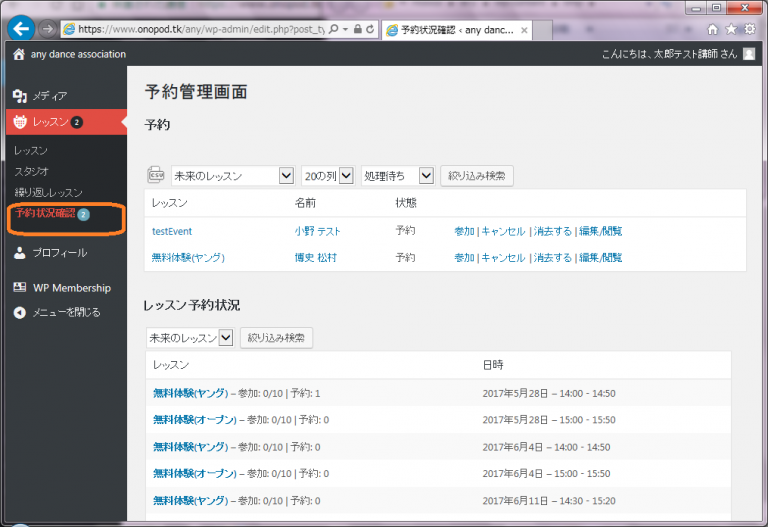 https://www.onopod.tk/any/wp-admin/edit.php?post_ty
予約状況確認 ‹ any danc...
any dance association
こんにちは、太郎テスト講師 さん
メディア
レッスン 2
レッスン
スタジオ
繰り返しレッスン
予約状況確認 2
プロフィール
WP Membership
メニューを閉じる
予約管理画面
予約
CSV 未来のレッスン 20の列 処理待ち 絞り込み検索
レッスン 名前 状態
testEvent 小野 テスト 予約 参加 | キャンセル | 消去する | 編集/閲覧
無料体験(ヤング) 博史 松村 予約 参加 | キャンセル | 消去する | 編集/閲覧
レッスン予約状況
未来のレッスン 絞り込み検索
レッスン 日時
無料体験(ヤング) – 参加: 0/10 | 予約: 1 2017年5月28日 – 14:00 - 14:50
無料体験(オープン) – 参加: 0/10 | 予約: 0 2017年5月28日 – 15:00 - 15:50
無料体験(ヤング) – 参加: 0/10 | 予約: 0 2017年6月4日 – 14:00 - 14:50
無料体験(オープン) – 参加: 0/10 | 予約: 0 2017年6月4日 – 15:00 - 15:50
無料体験(ヤング) – 参加: 0/10 | 予約: 0 2017年6月11日 – 14:30 - 15:20